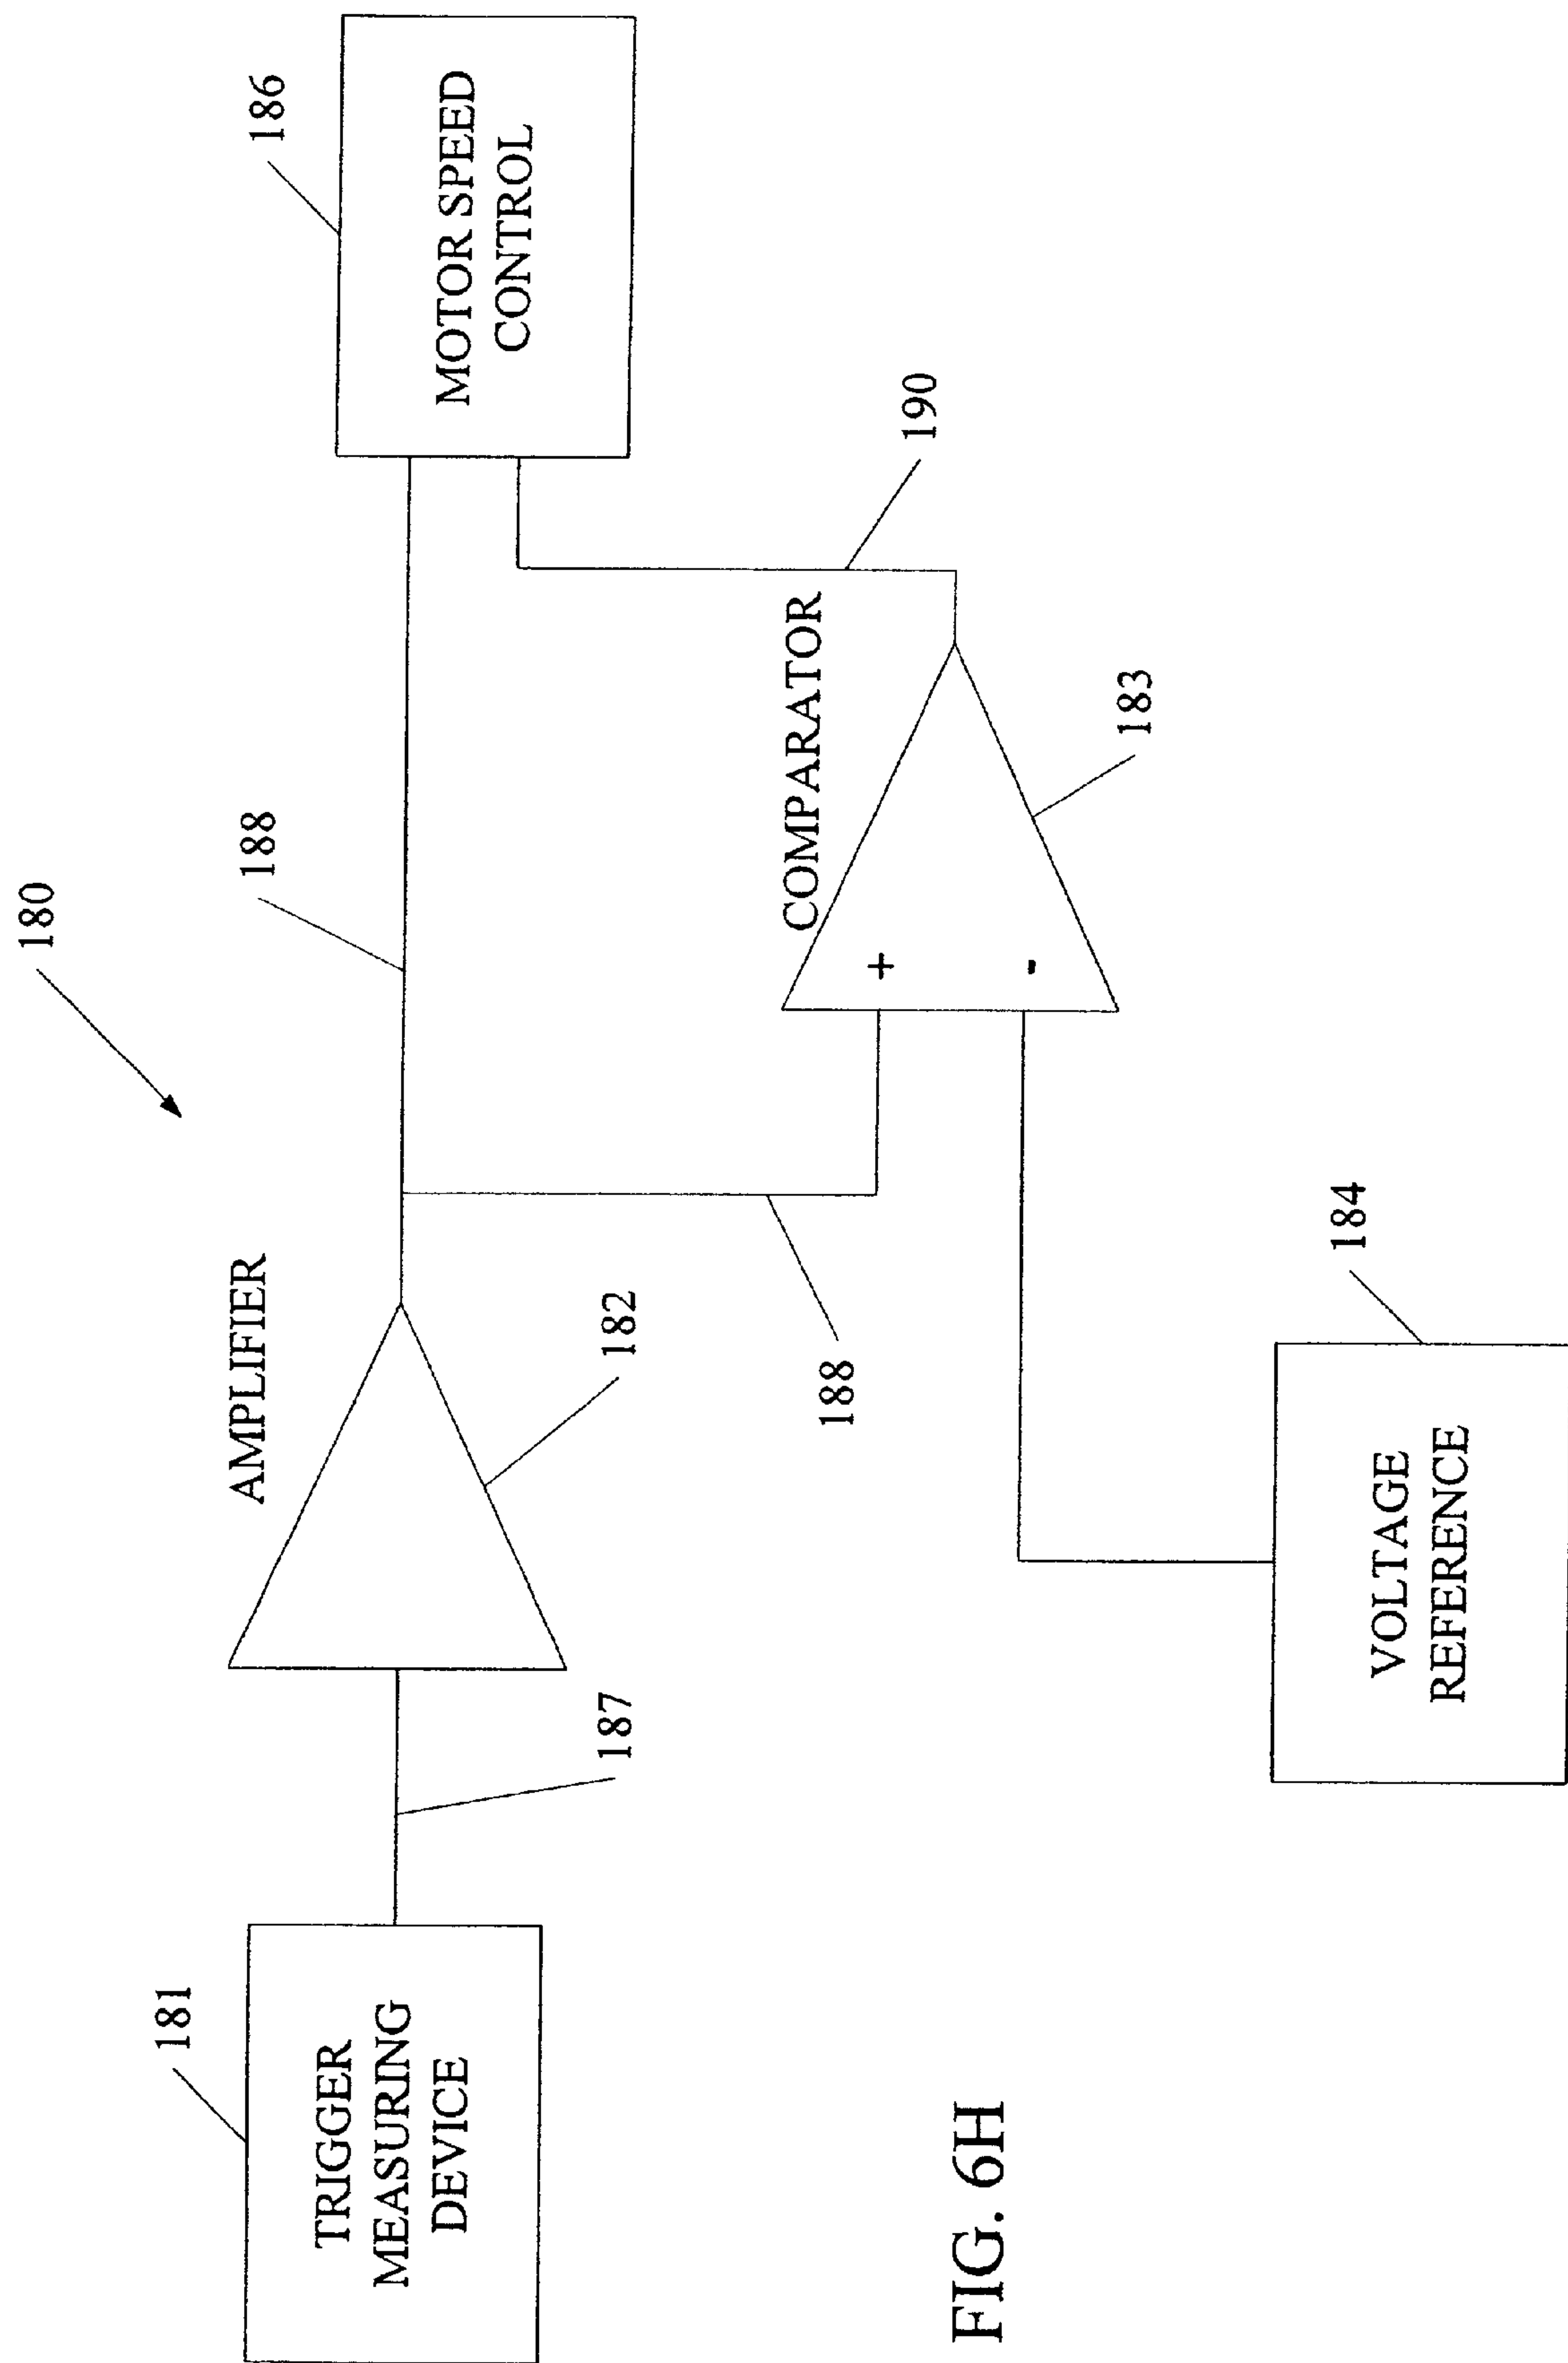 180
181
TRIGGER
MEASURING
DEVICE
187
AMPLIFIER
182
188
186
MOTOR SPEED
CONTROL
188
COMPARATOR
+
-
183
190
184
VOLTAGE
REFERENCE
FIG. 6H